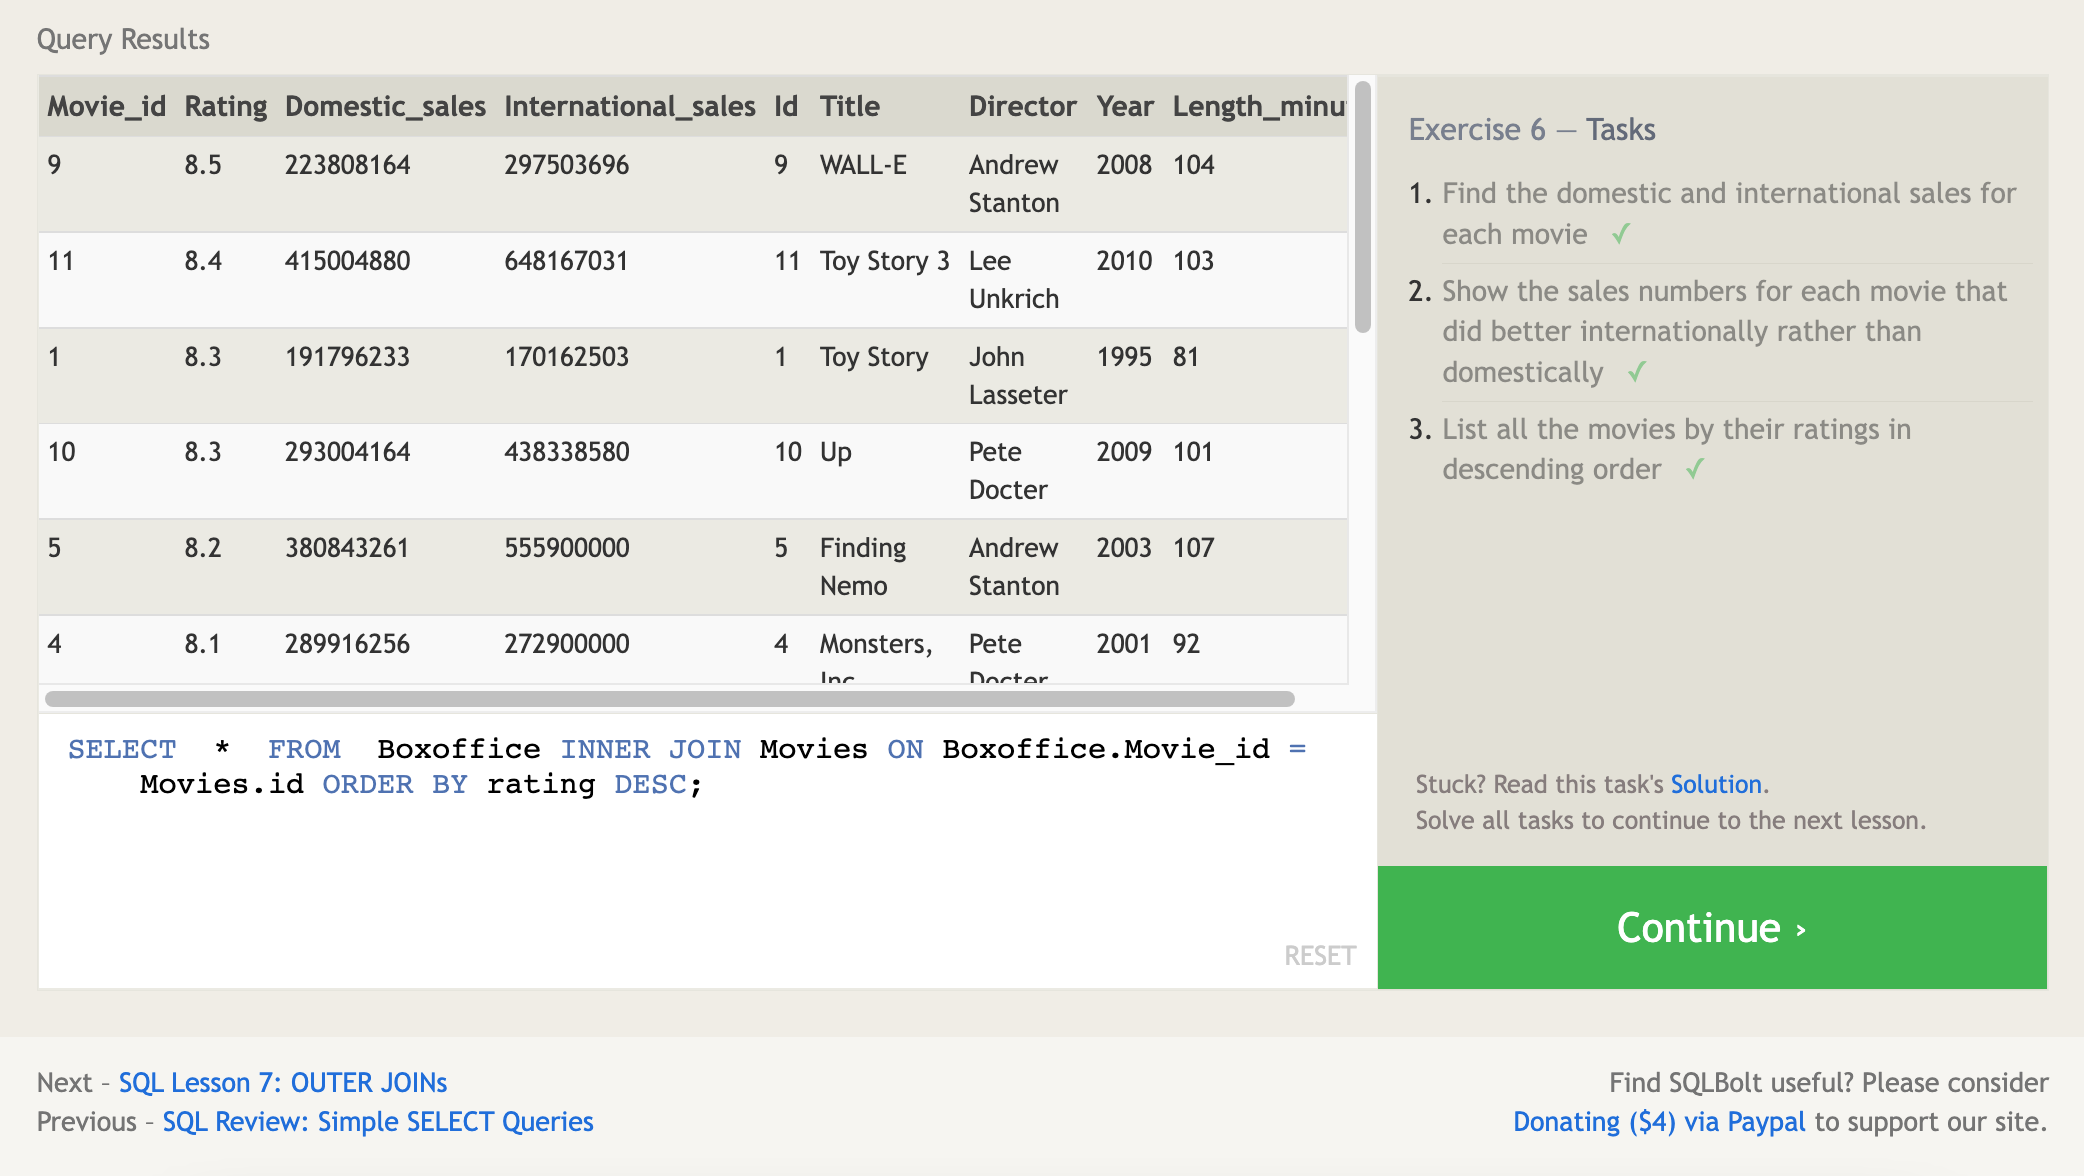 Query Results
Movie_id Rating Domestic_sales International_sales Id Title Director Year Length_minu
9 8.5 223808164 297503696 9 WALL-E Andrew Stanton 2008 104
11 8.4 415004880 648167031 11 Toy Story 3 Lee Unkrich 2010 103
1 8.3 191796233 170162503 1 Toy Story John Lasseter 1995 81
10 8.3 293004164 438338580 10 Up Pete Docter 2009 101
5 8.2 380843261 555900000 5 Finding Nemo Andrew Stanton 2003 107
4 8.1 289916256 272900000 4 Monsters, Inc. Pete Docter 2001 92
SELECT * FROM Boxoffice INNER JOIN Movies ON Boxoffice.Movie_id =
Movies.id ORDER BY rating DESC;
RESET
Exercise 6 — Tasks
1. Find the domestic and international sales for
each movie ✓
2. Show the sales numbers for each movie that
did better internationally rather than
domestically ✓
3. List all the movies by their ratings in
descending order ✓
Stuck? Read this task's Solution.
Solve all tasks to continue to the next lesson.
Continue ›
Next – SQL Lesson 7: OUTER JOINs
Previous – SQL Review: Simple SELECT Queries
Find SQLBolt useful? Please consider
Donating ($4) via Paypal to support our site.